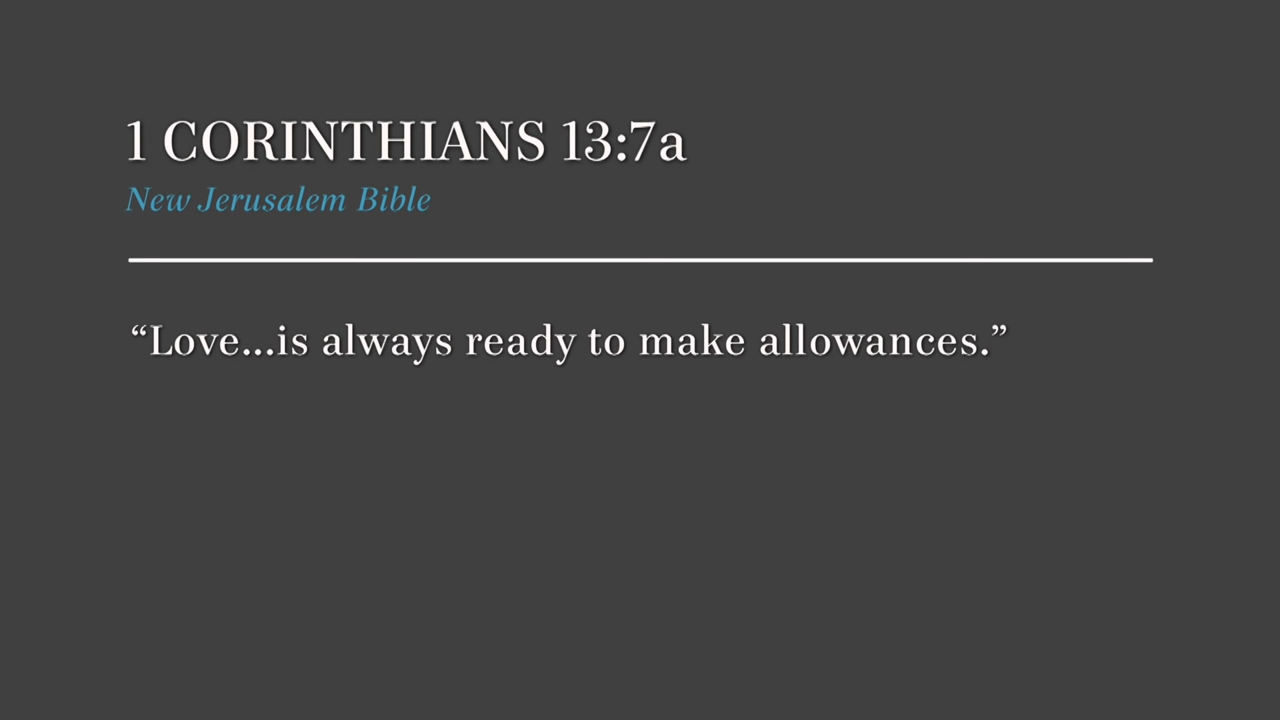 1 CORINTHIANS 13:7a
New Jerusalem Bible
“Love...is always ready to make allowances.”